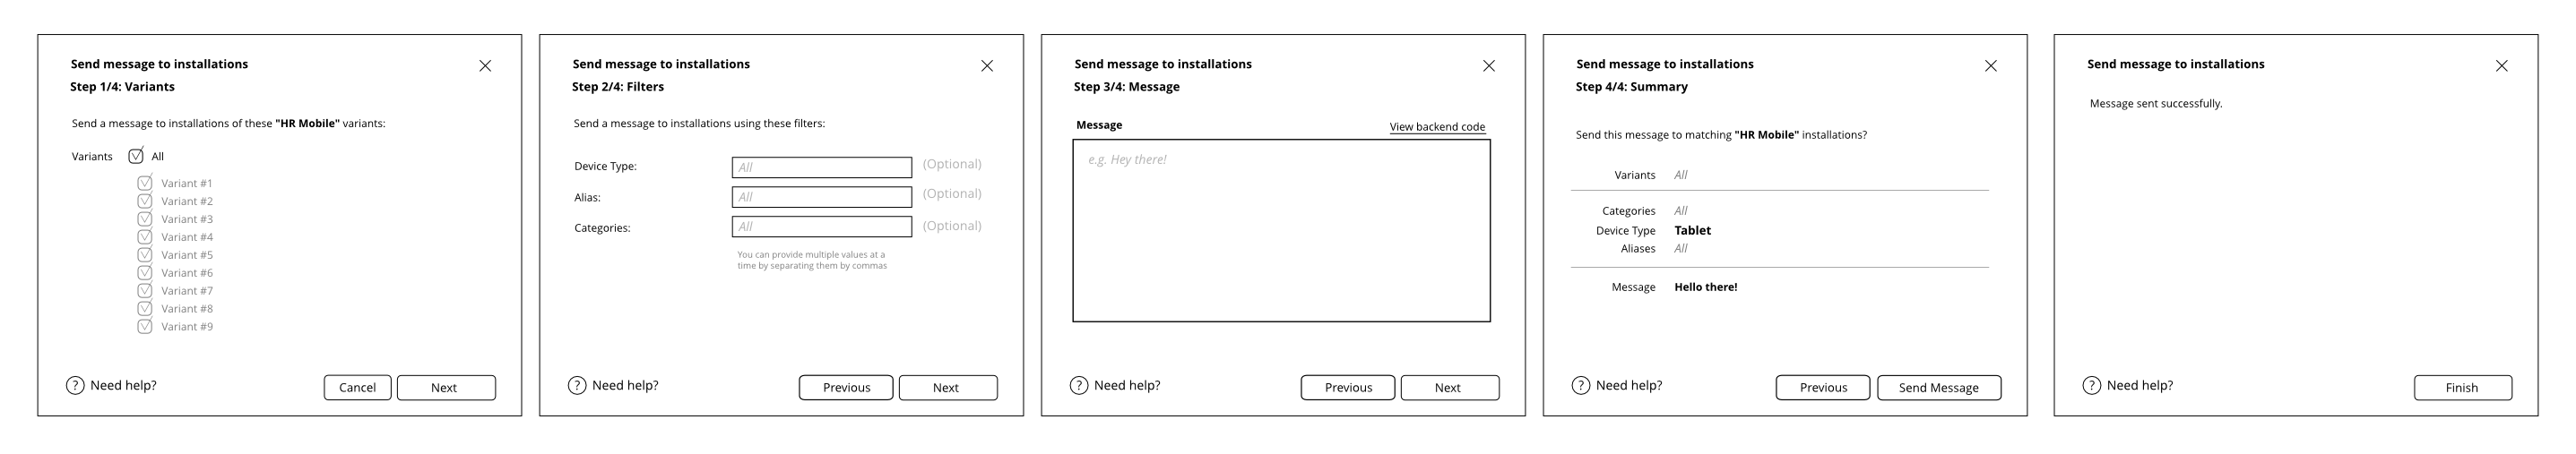 Send message to installations
Step 1/4: Variants
Send a message to installations of these "HR Mobile" variants:
Variants All
Variant #1
Variant #2
Variant #3
Variant #4
Variant #5
Variant #6
Variant #7
Variant #8
Variant #9
? Need help?
Cancel Next
Send message to installations
Step 2/4: Filters
Send a message to installations using these filters:
Device Type: All (Optional)
Alias: All (Optional)
Categories: All (Optional)
You can provide multiple values at a
time by separating them by commas
? Need help?
Previous Next
Send message to installations
Step 3/4: Message
Message View backend code
e.g. Hey there!
? Need help?
Previous Next
Send message to installations
Step 4/4: Summary
Send this message to matching "HR Mobile" installations?
Variants All
Categories All
Device Type Tablet
Aliases All
Message Hello there!
? Need help?
Previous Send Message
Send message to installations
Message sent successfully.
? Need help?
Finish